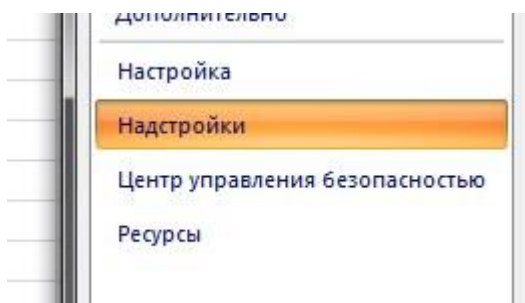 Дополнительно
Настройка
Надстройки
Центр управления безопасностью
Ресурсы